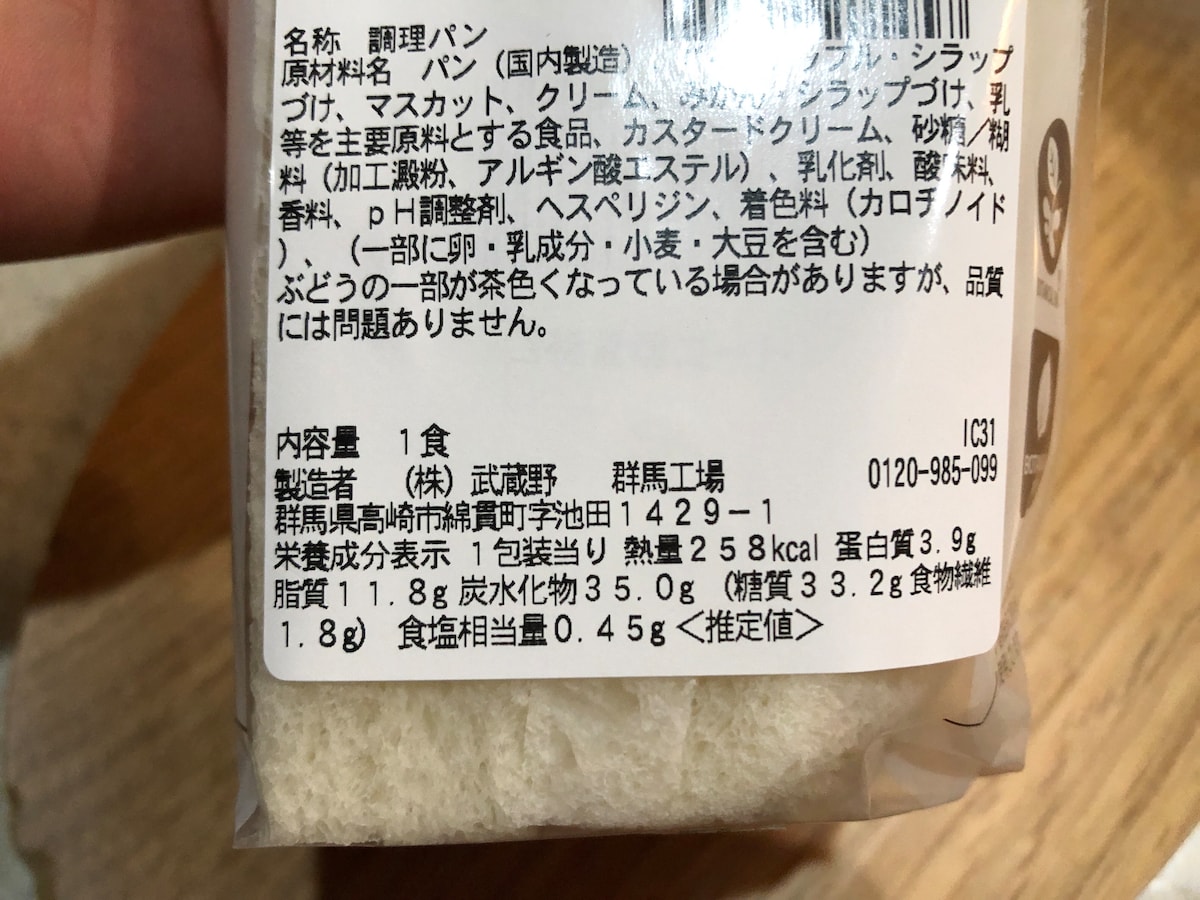 名称 調理パン
原材料名 パン（国内製造）ップル・シラップ
づけ、マスカット、クリーム、みかん・シラップづけ、乳
等を主要原料とする食品、カスタードクリーム、砂糖／糊
料（加工澱粉、アルギン酸エステル）、乳化剤、酸味料、
香料、ｐＨ調整剤、ヘスペリジン、着色料（カロチノイド
）、（一部に卵・乳成分・小麦・大豆を含む）
ぶどうの一部が茶色くなっている場合がありますが、品質
には問題ありません。
内容量 1食
IC31
製造者 （株）武蔵野 群馬工場 0120-985-099
群馬県高崎市綿貫町字池田１４２９－１
栄養成分表示 １包装当り 熱量２５８kcal 蛋白質３.９g
脂質１１.８g 炭水化物３５.０g （糖質３３.２g 食物繊維
１.８g） 食塩相当量０.４５g＜推定値＞